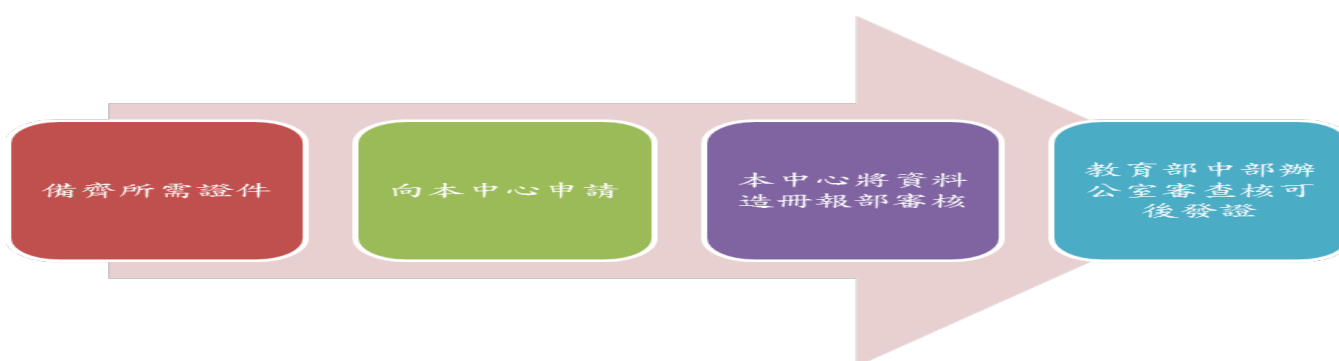 備齊所需證件
向本中心申請
本中心將資料
造冊報部審核
教育部中部辦
公室審查核可
後發證